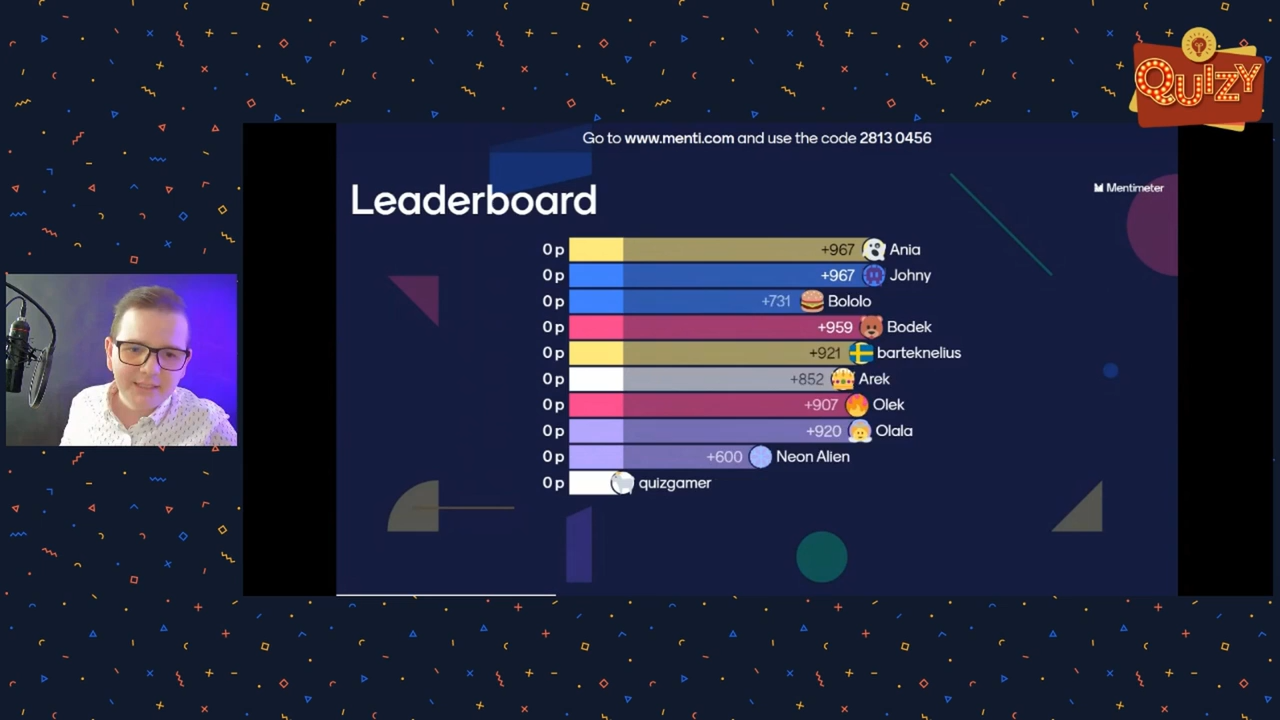 QUIZY
Go to www.menti.com and use the code 2813 0456
Leaderboard
Mentimeter
0 p +967 Ania
0 p +967 Johny
0 p +731 Bololo
0 p +959 Bodek
0 p +921 barteknelius
0 p +852 Arek
0 p +907 Olek
0 p +920 Olala
0 p +600 Neon Alien
0 p quizgamer